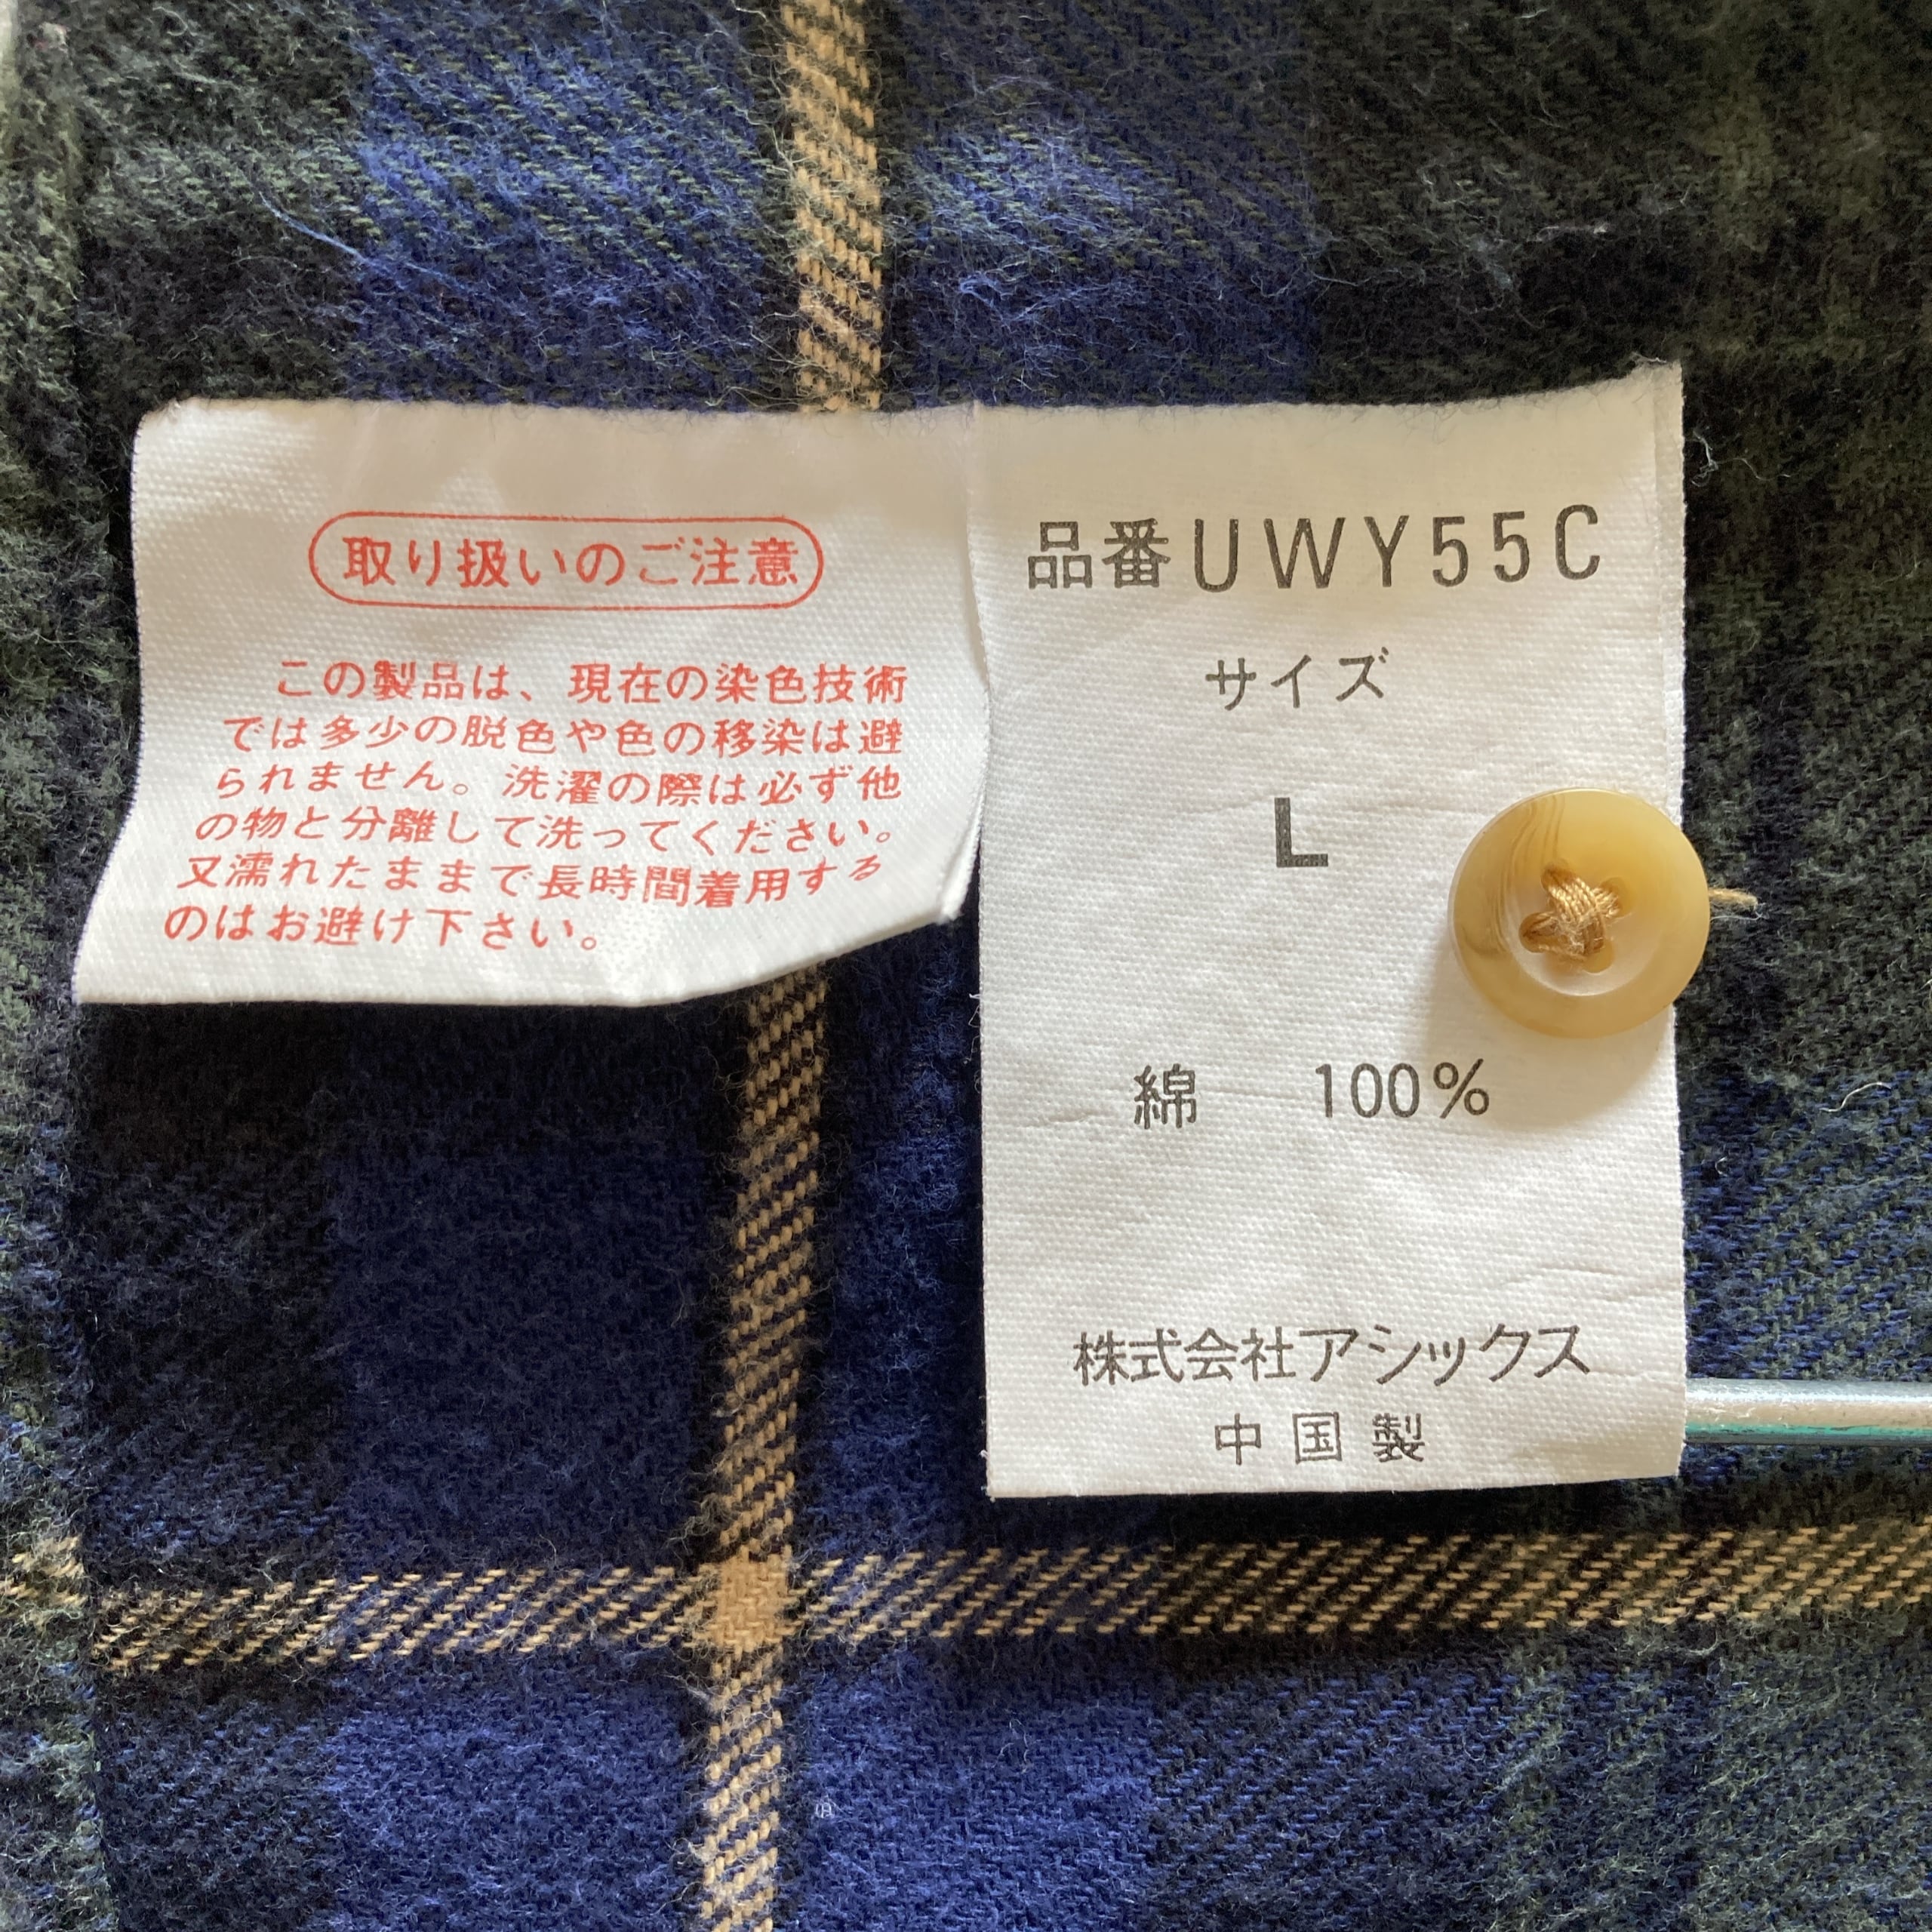 取り扱いのご注意
この製品は、現在の染色技術
では多少の脱色や色の移染は避
られません。洗濯の際は必ず他
の物と分離して洗ってください。
又濡れたままで長時間着用する
のはお避け下さい。
品番UWY55C
サイズ
L
綿 100%
株式会社アシックス
中国製